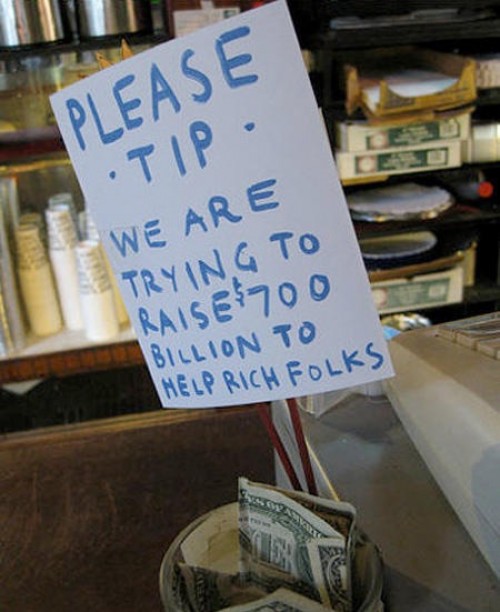 PLEASE
· TIP ·
WE ARE
TRYING TO
RAISE $700
BILLION TO
HELP RICH FOLKS